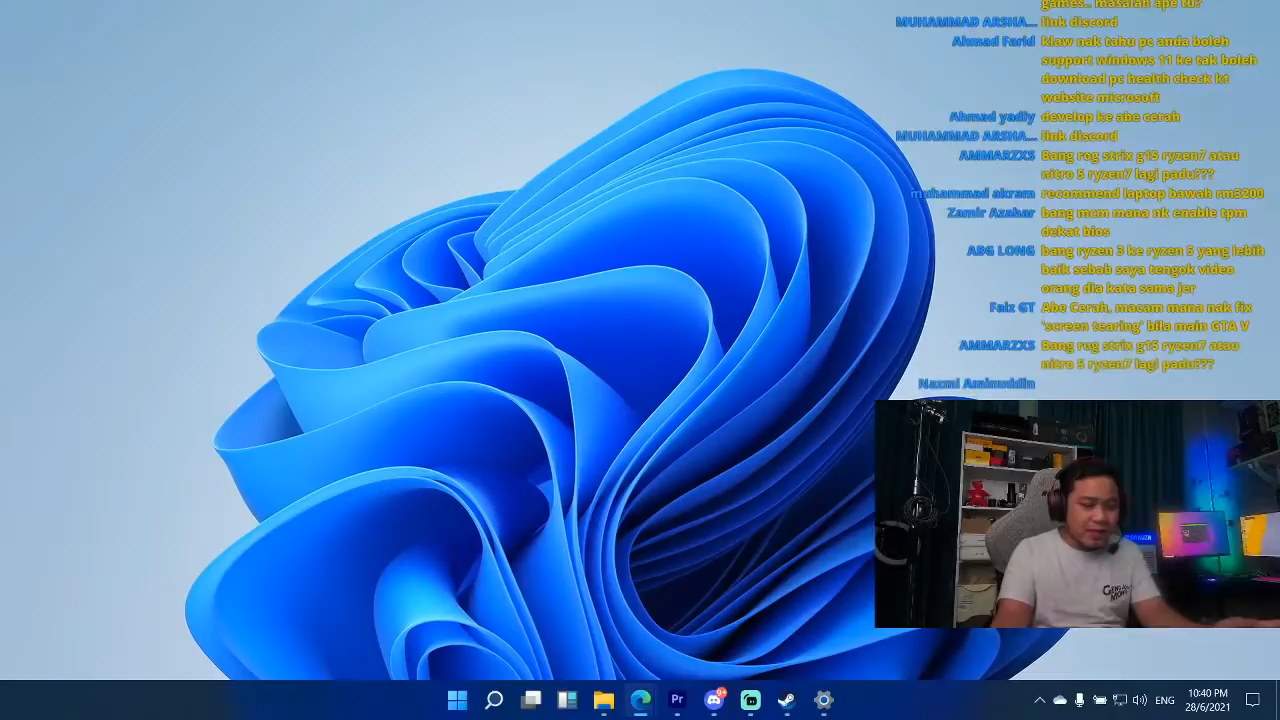 games.. masalah ape tu?
MUHAMMAD ARSHA... link discord
Ahmad Farid klaw nak tahu pc anda boleh
support windows 11 ke tak boleh
download pc health check kt
website microsoft
Ahmad yadiy develop ke abe cerah
MUHAMMAD ARSHA... link discord
AMMARZXS Bang rog strix g15 ryzen7 atau
nitro 5 ryzen7 lagi padu???
muhammad akram recommend laptop bawah rm3200
Zamir Azahar bang mcm mana nk enable tpm
dekat bios
ABG LONG bang ryzen 3 ke ryzen 5 yang lebih
baik sebab saya tengok video
orang dia kata sama jer
Faiz GT Abe Cerah, macam mana nak fix
'screen tearing' bila main GTA V
AMMARZXS Bang rog strix g15 ryzen7 atau
nitro 5 ryzen7 lagi padu???
Nazmi Aminuddin
Pr
9+
ENG
10:40 PM
28/6/2021